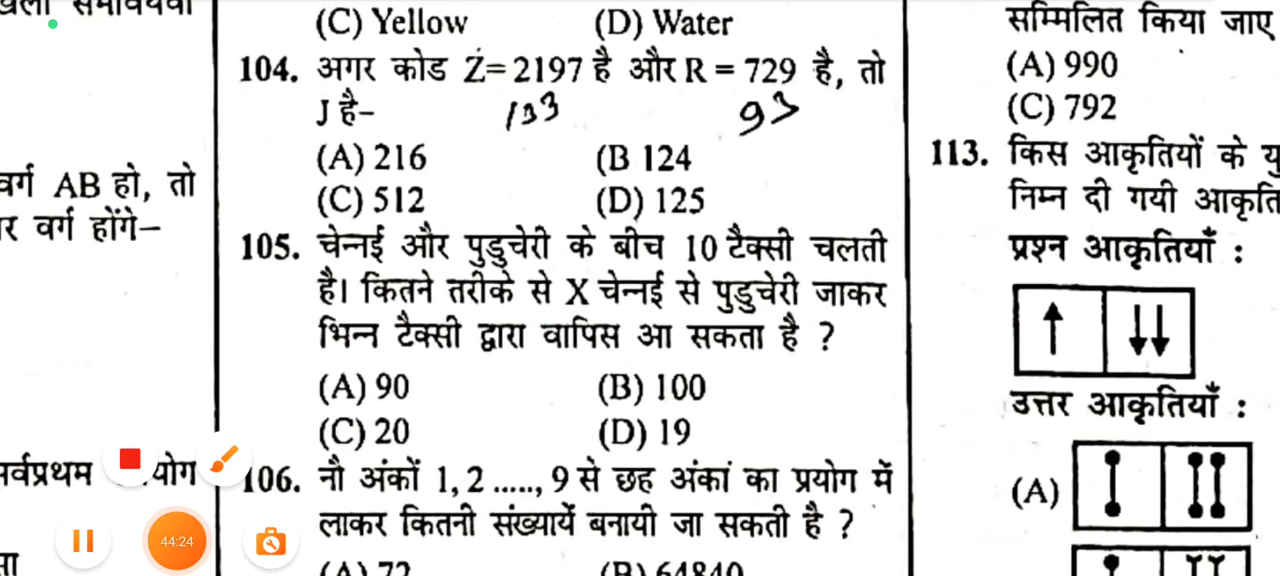 (C) Yellow (D) Water
104. अगर कोड Z = 2197 है और R = 729 है, तो
J है–
133 93
(A) 216 (B 124
(C) 512 (D) 125
105. चेन्नई और पुडुचेरी के बीच 10 टैक्सी चलती
है। कितने तरीके से X चेन्नई से पुडुचेरी जाकर
भिन्न टैक्सी द्वारा वापिस आ सकता है ?
(A) 90 (B) 100
(C) 20 (D) 19
106. नौ अंकों 1, 2 ....., 9 से छह अंकां का प्रयोग में
लाकर कितनी संख्यायें बनायी जा सकती है ?
(A) 72 (B) 64840
वर्ग AB हो, तो
र वर्ग होंगे–
सम्मिलित किया जाए
(A) 990
(C) 792
113. किस आकृतियों के यु
निम्न दी गयी आकृति
प्रश्न आकृतियाँ :
उत्तर आकृतियाँ :
(A)
44:24